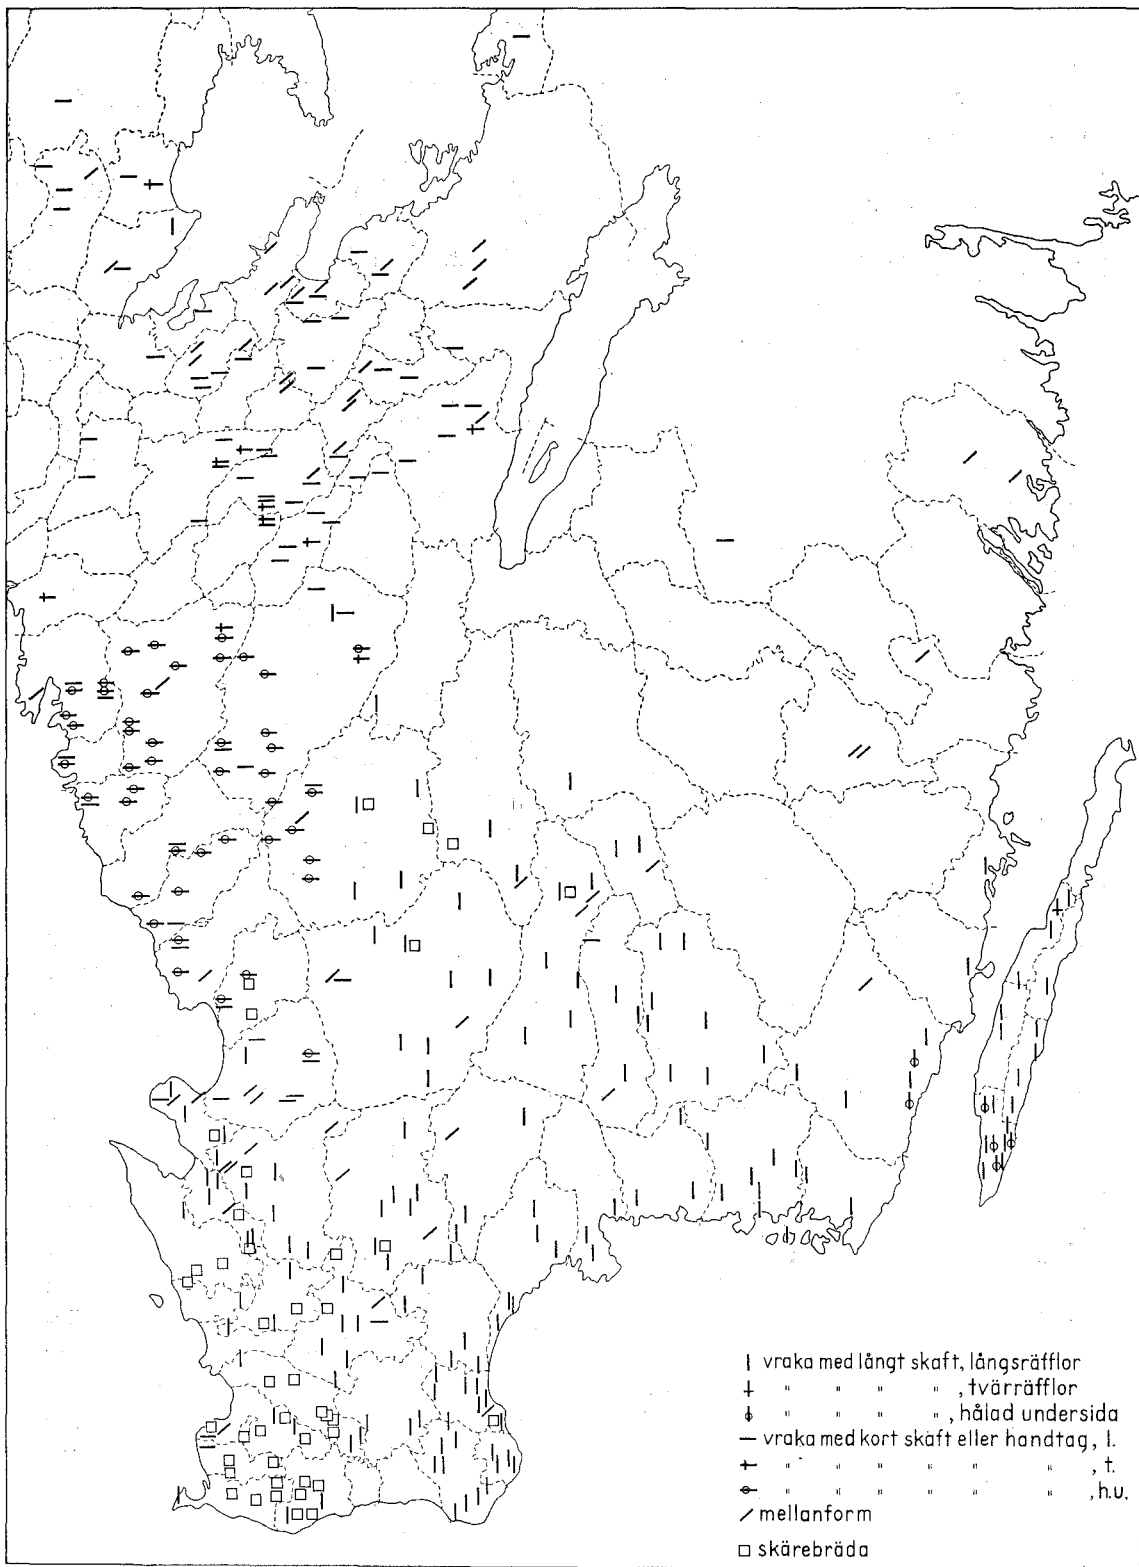 vraka med långt skaft, långsräfflor
" " " " , tvärräfflor
" " " " , hålad undersida
vraka med kort skaft eller handtag, l.
" " " " " " , t.
" " " " " " , h.u.
mellanform
skärebräda